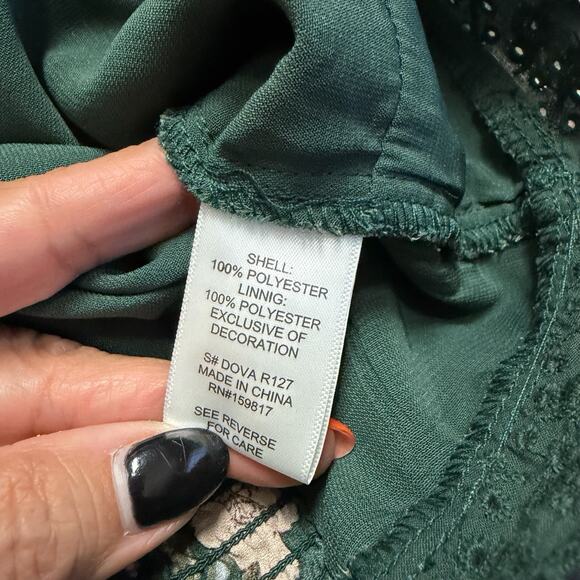 SHELL:
100% POLYESTER
LINNIG:
100% POLYESTER
EXCLUSIVE OF
DECORATION
S# DOVA R127
MADE IN CHINA
RN#159817
SEE REVERSE
FOR CARE